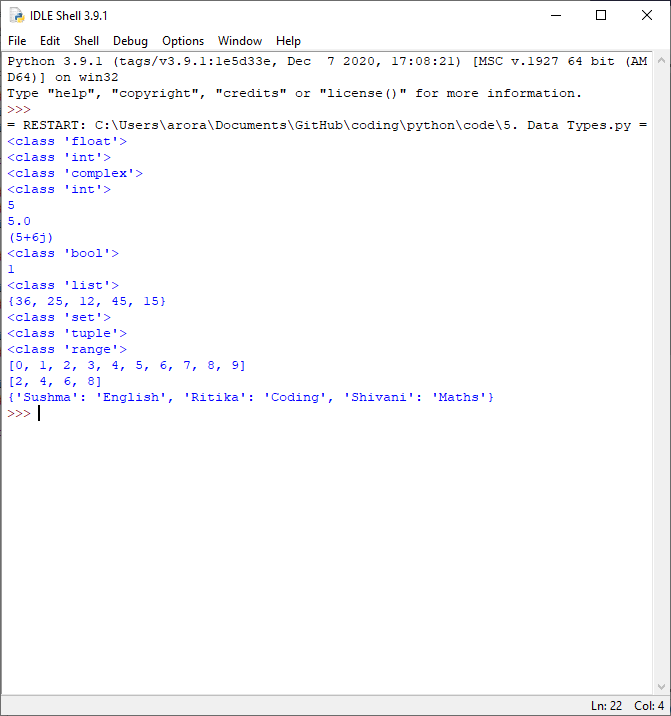 IDLE Shell 3.9.1
File Edit Shell Debug Options Window Help
Python 3.9.1 (tags/v3.9.1:1e5d33e, Dec  7 2020, 17:08:21) [MSC v.1927 64 bit (AM
D64)] on win32
Type "help", "copyright", "credits" or "license()" for more information.
>>>
= RESTART: C:\Users\arora\Documents\GitHub\coding\python\code\5. Data Types.py =
<class 'float'>
<class 'int'>
<class 'complex'>
<class 'int'>
5
5.0
(5+6j)
<class 'bool'>
1
<class 'list'>
{36, 25, 12, 45, 15}
<class 'set'>
<class 'tuple'>
<class 'range'>
[0, 1, 2, 3, 4, 5, 6, 7, 8, 9]
[2, 4, 6, 8]
{'Sushma': 'English', 'Ritika': 'Coding', 'Shivani': 'Maths'}
>>>
Ln: 22 Col: 4